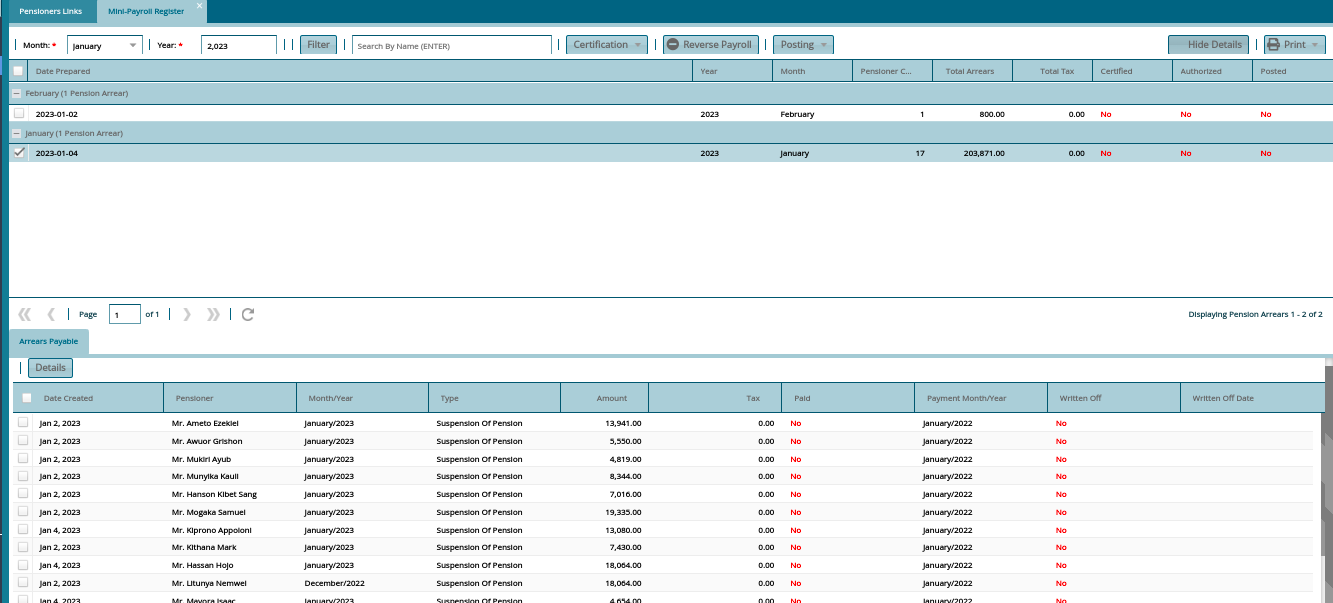 Pensioners Links Mini-Payroll Register
Month: * January Year: * 2,023 Filter Search By Name (ENTER) Certification Reverse Payroll Posting Hide Details Print
Date Prepared Year Month Pensioner C... Total Arrears Total Tax Certified Authorized Posted
February (1 Pension Arrear)
2023-01-02 2023 February 1 800.00 0.00 No No No
January (1 Pension Arrear)
2023-01-04 2023 January 17 203,871.00 0.00 No No No
Page 1 of 1 Displaying Pension Arrears 1 - 2 of 2
Arrears Payable
Details
Date Created Pensioner Month/Year Type Amount Tax Paid Payment Month/Year Written Off Written Off Date
Jan 2, 2023 Mr. Ameto Ezekiel January/2023 Suspension Of Pension 13,941.00 0.00 No January/2022 No
Jan 2, 2023 Mr. Awuor Grishon January/2023 Suspension Of Pension 5,550.00 0.00 No January/2022 No
Jan 2, 2023 Mr. Mukiri Ayub January/2023 Suspension Of Pension 4,819.00 0.00 No January/2022 No
Jan 2, 2023 Mr. Munyika Kauli January/2023 Suspension Of Pension 8,344.00 0.00 No January/2022 No
Jan 2, 2023 Mr. Hanson Kibet Sang January/2023 Suspension Of Pension 7,016.00 0.00 No January/2022 No
Jan 2, 2023 Mr. Mogaka Samuel January/2023 Suspension Of Pension 19,335.00 0.00 No January/2022 No
Jan 4, 2023 Mr. Kiprono Appoloni January/2023 Suspension Of Pension 13,080.00 0.00 No January/2022 No
Jan 2, 2023 Mr. Kithana Mark January/2023 Suspension Of Pension 7,430.00 0.00 No January/2022 No
Jan 4, 2023 Mr. Hassan Hojo January/2023 Suspension Of Pension 18,064.00 0.00 No January/2022 No
Jan 2, 2023 Mr. Litunya Nemwel December/2022 Suspension Of Pension 18,064.00 0.00 No January/2022 No
Jan 4, 2023 Mr. Mayora Isaac January/2023 Suspension Of Pension 4,654.00 0.00 No January/2022 No